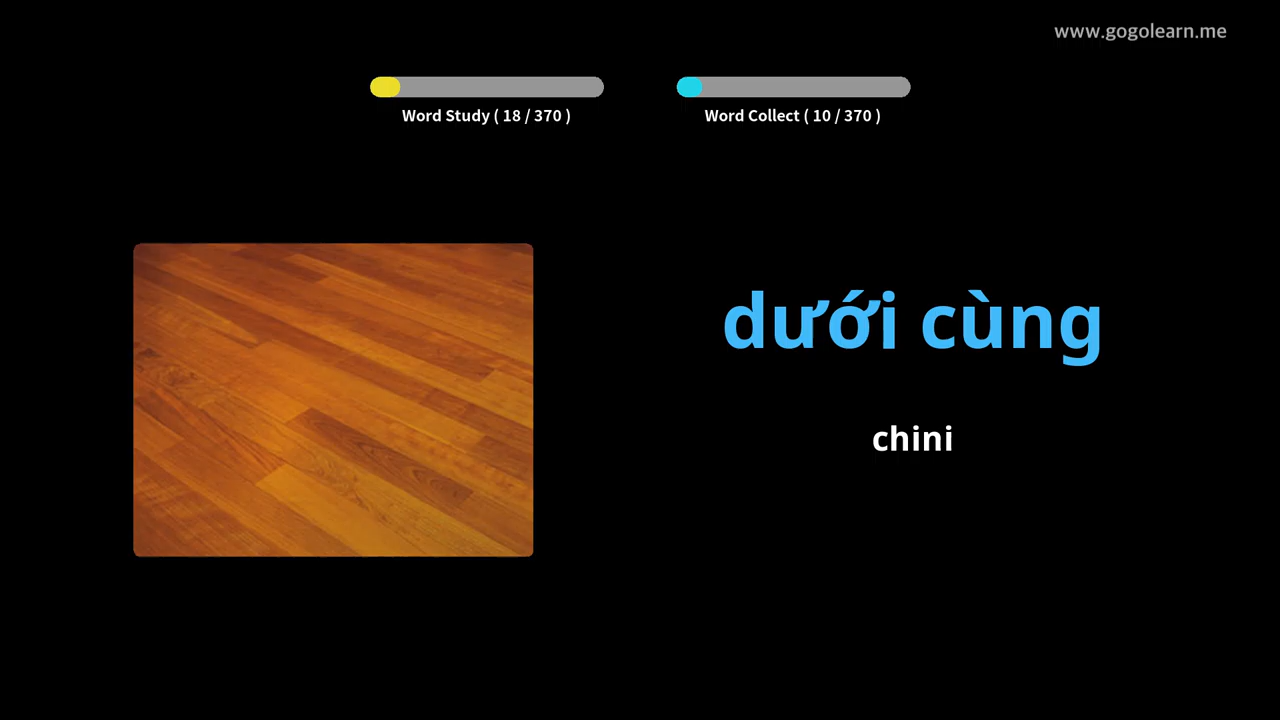 www.gogolearn.me
Word Study ( 18 / 370 )
Word Collect ( 10 / 370 )
dưới cùng
chini